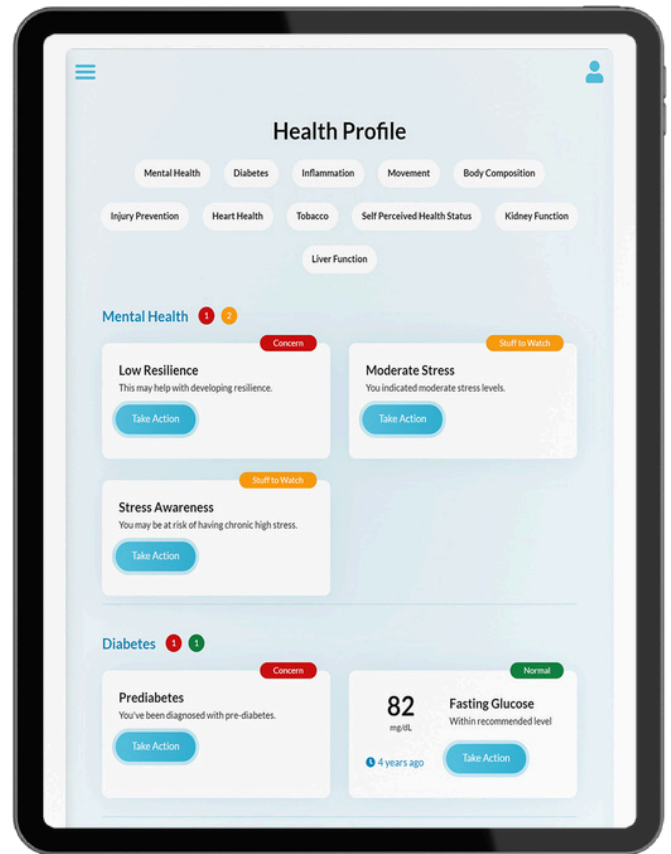 Health Profile
Mental Health Diabetes Inflammation Movement Body Composition
Injury Prevention Heart Health Tobacco Self Perceived Health Status Kidney Function
Liver Function
Mental Health 1 2
Concern
Low Resilience
This may help with developing resilience.
Take Action
Stuff to Watch
Moderate Stress
You indicated moderate stress levels.
Take Action
Stuff to Watch
Stress Awareness
You may be at risk of having chronic high stress.
Take Action
Diabetes 1 1
Concern
Prediabetes
You've been diagnosed with pre-diabetes.
Take Action
Normal
82
mg/dL
4 years ago
Fasting Glucose
Within recommended level
Take Action